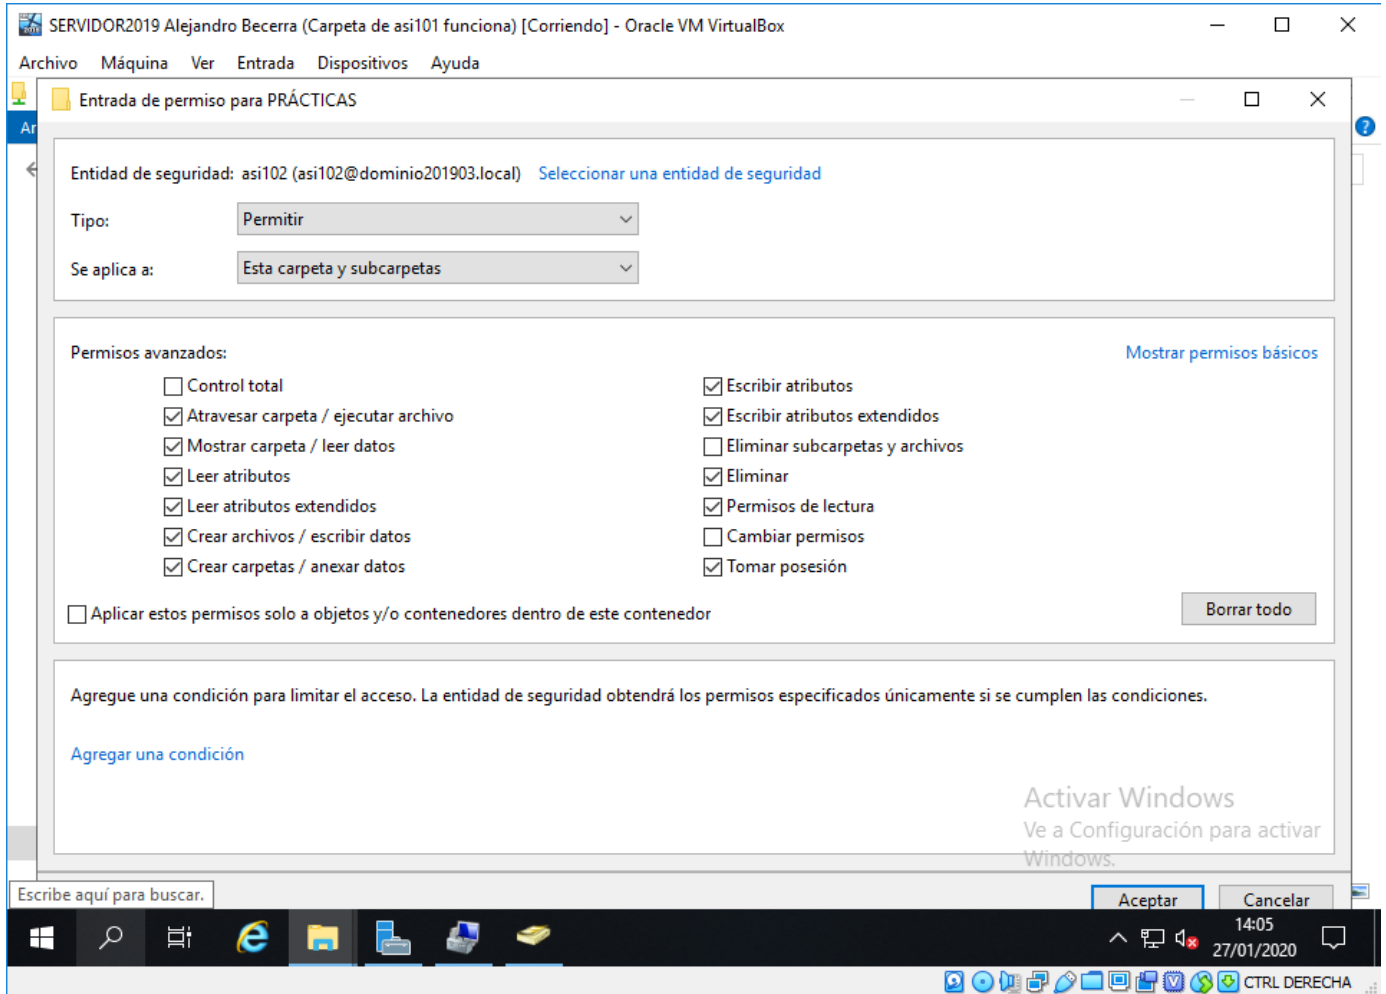 SERVIDOR2019 Alejandro Becerra (Carpeta de asi101 funciona) [Corriendo] - Oracle VM VirtualBox
Archivo Máquina Ver Entrada Dispositivos Ayuda
Entrada de permiso para PRÁCTICAS
Ar
Entidad de seguridad: asi102 (asi102@dominio201903.local) Seleccionar una entidad de seguridad
Tipo: Permitir
Se aplica a: Esta carpeta y subcarpetas
Permisos avanzados: Mostrar permisos básicos
Control total
Atravesar carpeta / ejecutar archivo
Mostrar carpeta / leer datos
Leer atributos
Leer atributos extendidos
Crear archivos / escribir datos
Crear carpetas / anexar datos
Escribir atributos
Escribir atributos extendidos
Eliminar subcarpetas y archivos
Eliminar
Permisos de lectura
Cambiar permisos
Tomar posesión
Aplicar estos permisos solo a objetos y/o contenedores dentro de este contenedor
Borrar todo
Agregue una condición para limitar el acceso. La entidad de seguridad obtendrá los permisos especificados únicamente si se cumplen las condiciones.
Agregar una condición
Activar Windows
Ve a Configuración para activar
Windows.
Escribe aquí para buscar.
Aceptar Cancelar
14:05
27/01/2020
CTRL DERECHA